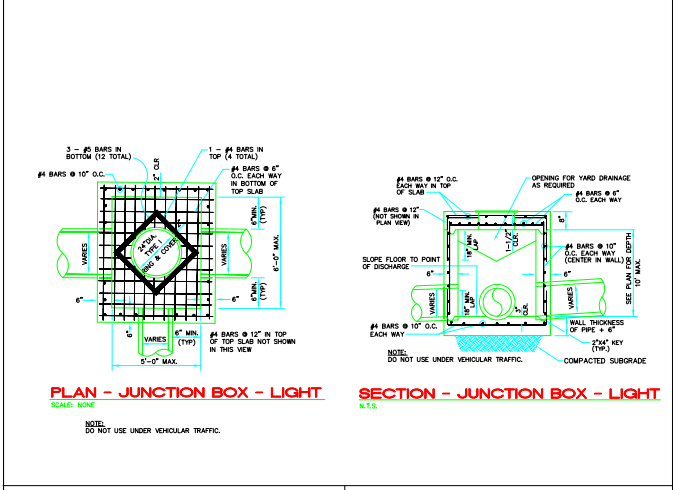 3 - #5 BARS IN
BOTTOM (12 TOTAL)
#4 BARS @ 10" O.C.
2" CLR
1 - #4 BARS IN
TOP (4 TOTAL)
#4 BARS @ 6"
O.C. EACH WAY
IN BOTTOM OF
TOP SLAB
6"MIN.
(TYP)
6'-0" MAX.
VARIES
24"DIA.
TYPE I
RING & COVER
VARIES
6"MIN.
(TYP)
6"
6"
6"
VARIES
6" MIN.
(TYP)
#4 BARS @ 12" IN TOP
OF TOP SLAB NOT SHOWN
IN THIS VIEW
5'-0" MAX.
PLAN - JUNCTION BOX - LIGHT
SCALE: NONE
NOTE:
DO NOT USE UNDER VEHICULAR TRAFFIC.
#4 BARS @ 12" O.C.
EACH WAY IN TOP
OF SLAB
OPENING FOR YARD DRAINAGE
AS REQUIRED
#4 BARS @ 6"
O.C. EACH WAY
#4 BARS @ 12"
(NOT SHOWN IN
PLAN VIEW)
8"
18" MIN.
LAP
1-1/2"
CLR.
#4 BARS @ 10"
O.C. EACH WAY
(CENTER IN WALL)
SLOPE FLOOR TO POINT
OF DISCHARGE
6"
6"
SEE PLAN FOR DEPTH
10' MAX.
VARIES
18" MIN.
LAP
3"
CLR.
VARIES
#4 BARS @ 10" O.C.
EACH WAY
WALL THICKNESS
OF PIPE + 6"
2"X4" KEY
(TYP.)
NOTE:
DO NOT USE UNDER VEHICULAR TRAFFIC.
COMPACTED SUBGRADE
SECTION - JUNCTION BOX - LIGHT
N.T.S.